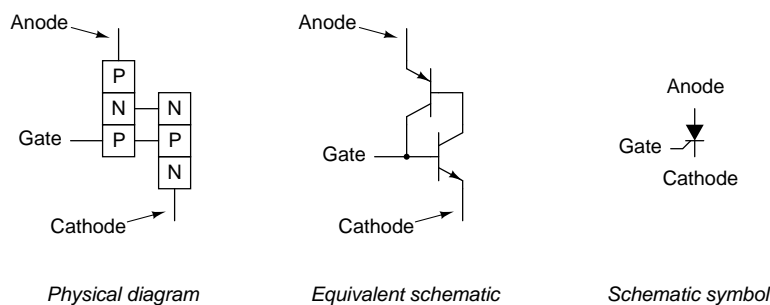 Anode
P
N N
Gate P P
N
Cathode
Physical diagram
Anode
Gate
Cathode
Equivalent schematic
Anode
Gate
Cathode
Schematic symbol